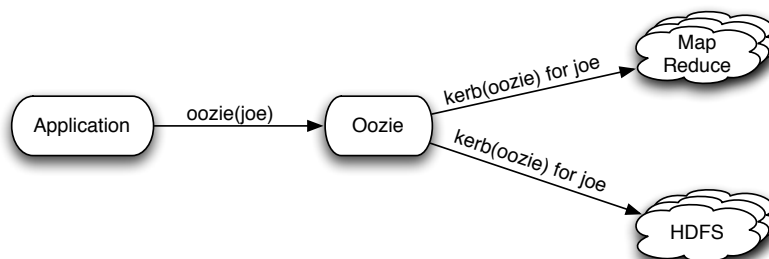 Application
oozie(joe)
Oozie
kerb(oozie) for joe
Map
Reduce
kerb(oozie) for joe
HDFS